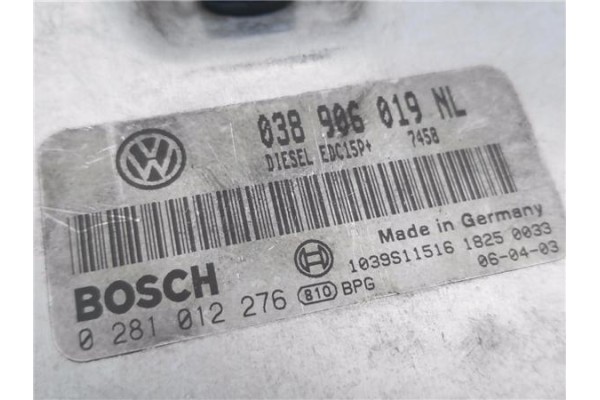 VW
038 906 019 NL
DIESEL EDC15P+ 7458
Made in Germany
BOSCH
1039S11516 1825 0033
0 281 012 276 810 BPG 06-04-03